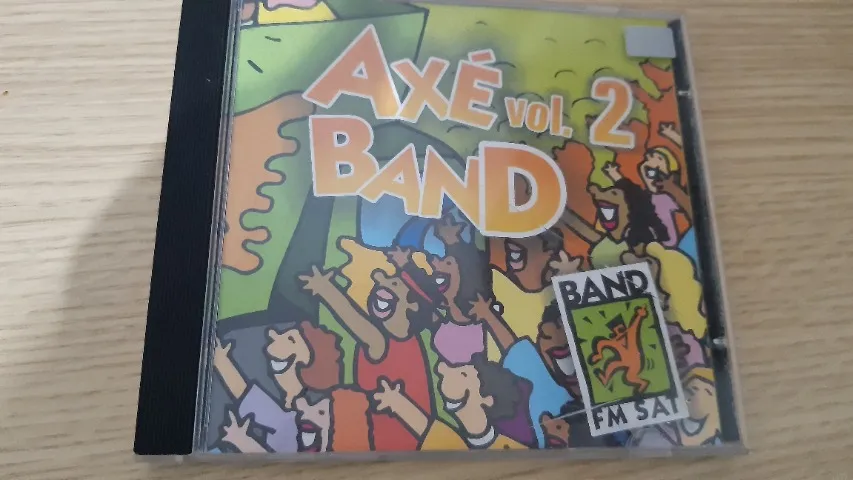 AXÉ vol. 2
BAND
BAND
FM SAT